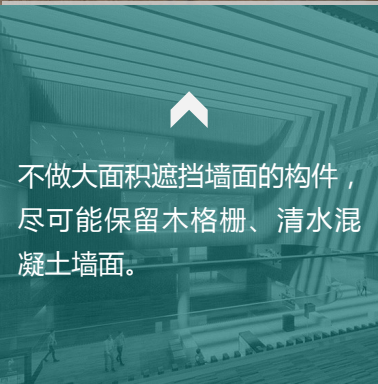 不做大面积遮挡墙面的构件，
尽可能保留木格栅、清水混
凝土墙面。